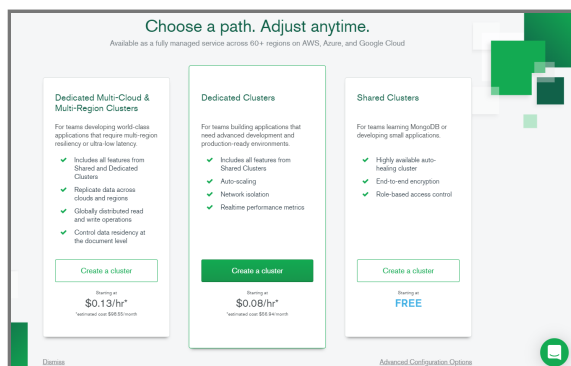 Choose a path. Adjust anytime.
Available as a fully managed service across 60+ regions on AWS, Azure, and Google Cloud
Dedicated Multi-Cloud &
Multi-Region Clusters
For teams developing world-class
applications that require multi-region
resiliency or ultra-low latency.
Includes all features from
Shared and Dedicated
Clusters
Replicate data across
clouds and regions
Globally distributed read
and write operations
Control data residency at
the document level
Create a cluster
Starting at
$0.13/hr*
*estimated cost $98.55/month
Dedicated Clusters
For teams building applications that
need advanced development and
production-ready environments.
Includes all features from
Shared Clusters
Auto-scaling
Network isolation
Realtime performance metrics
Create a cluster
Starting at
$0.08/hr*
*estimated cost $56.94/month
Shared Clusters
For teams learning MongoDB or
developing small applications.
Highly available auto-
healing cluster
End-to-end encryption
Role-based access control
Create a cluster
Starting at
FREE
Dismiss
Advanced Configuration Options